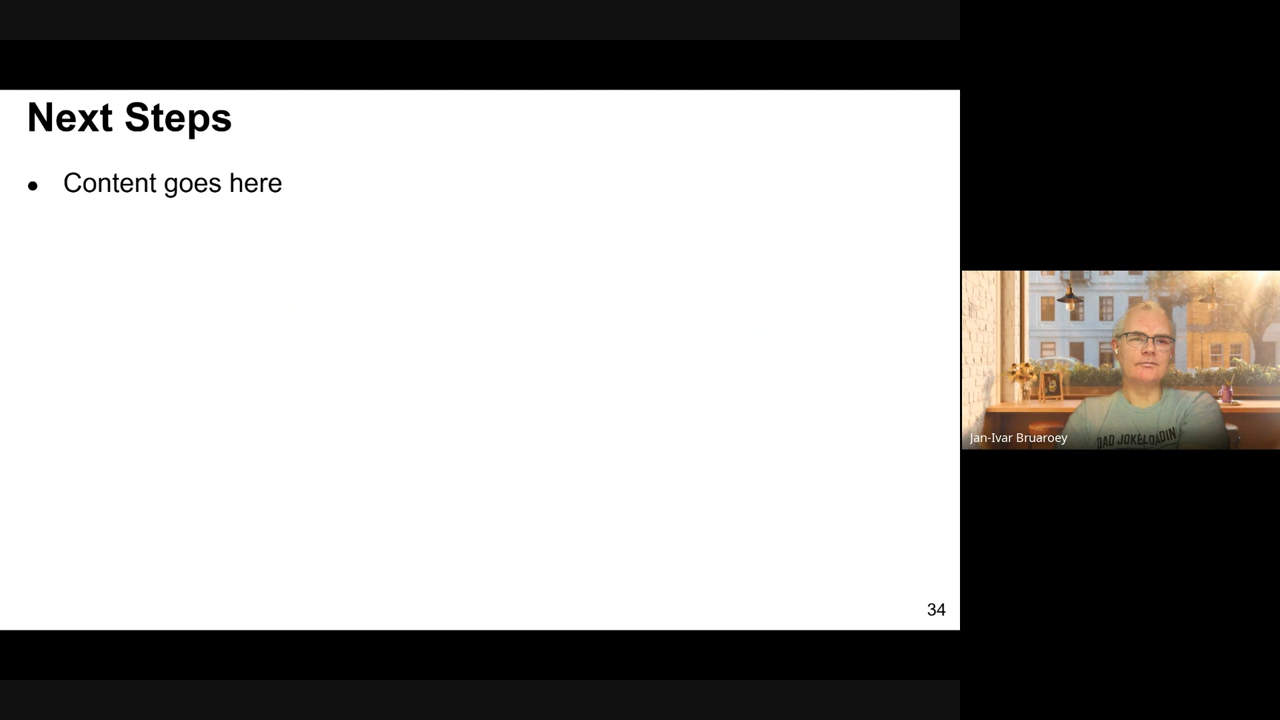 Next Steps
● Content goes here
34
Jan-Ivar Bruaroey
DAD JOKE LOADIN